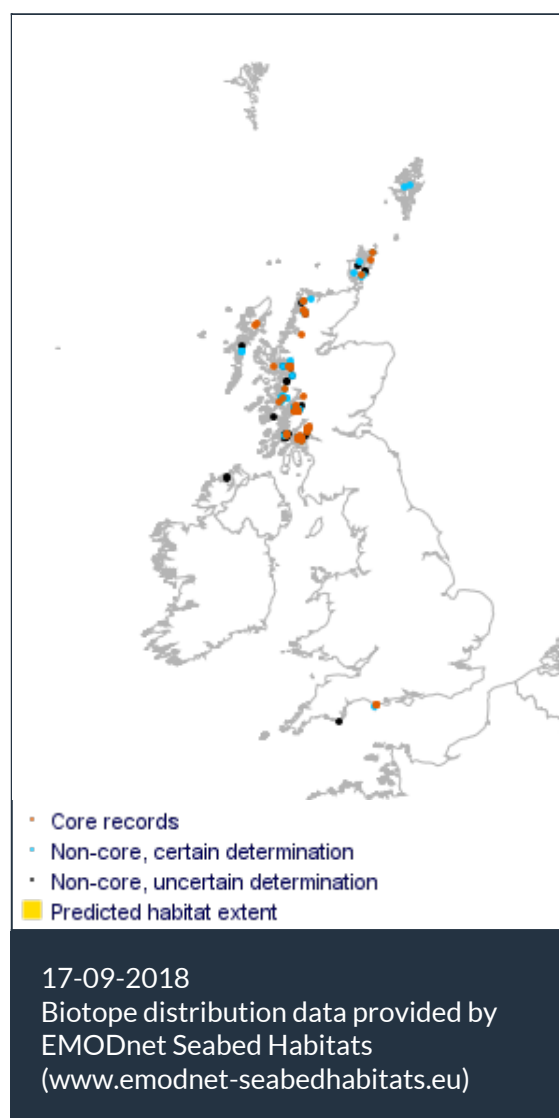 Core records
Non-core, certain determination
Non-core, uncertain determination
Predicted habitat extent
17-09-2018
Biotope distribution data provided by
EMODnet Seabed Habitats
(www.emodnet-seabedhabitats.eu)